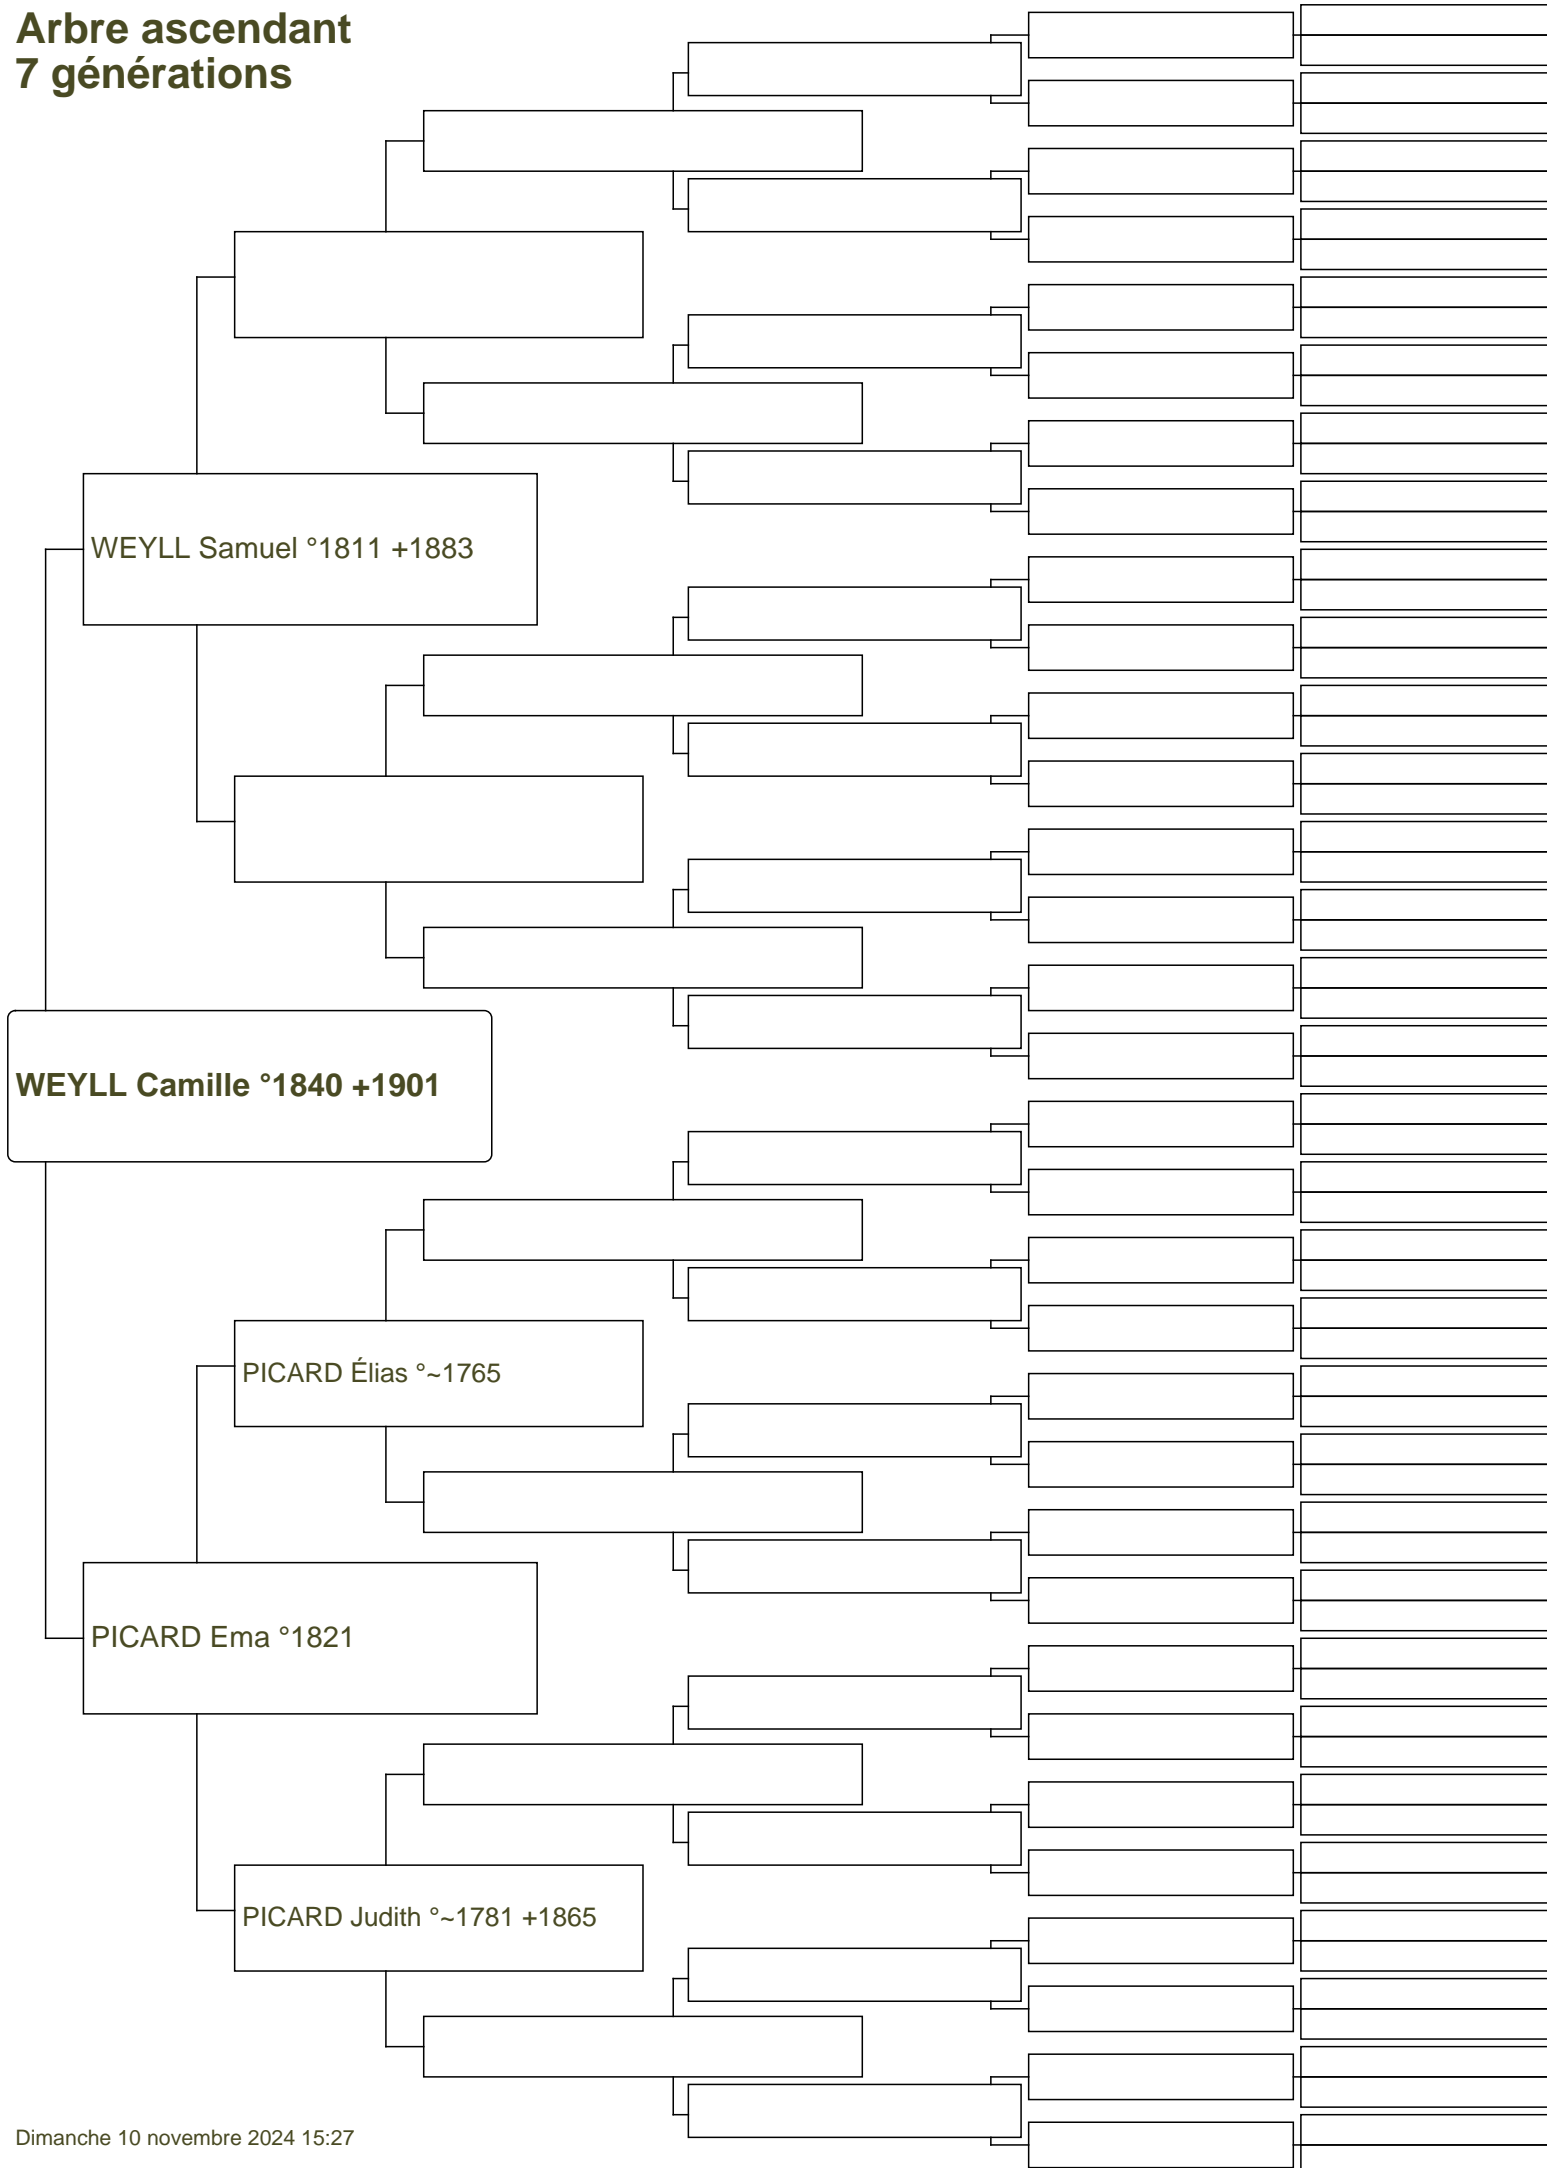 Arbre ascendant
7 générations
WEYLL Samuel °1811 +1883
WEYLL Camille °1840 +1901
PICARD Élias °~1765
PICARD Ema °1821
PICARD Judith °~1781 +1865
Dimanche 10 novembre 2024 15:27